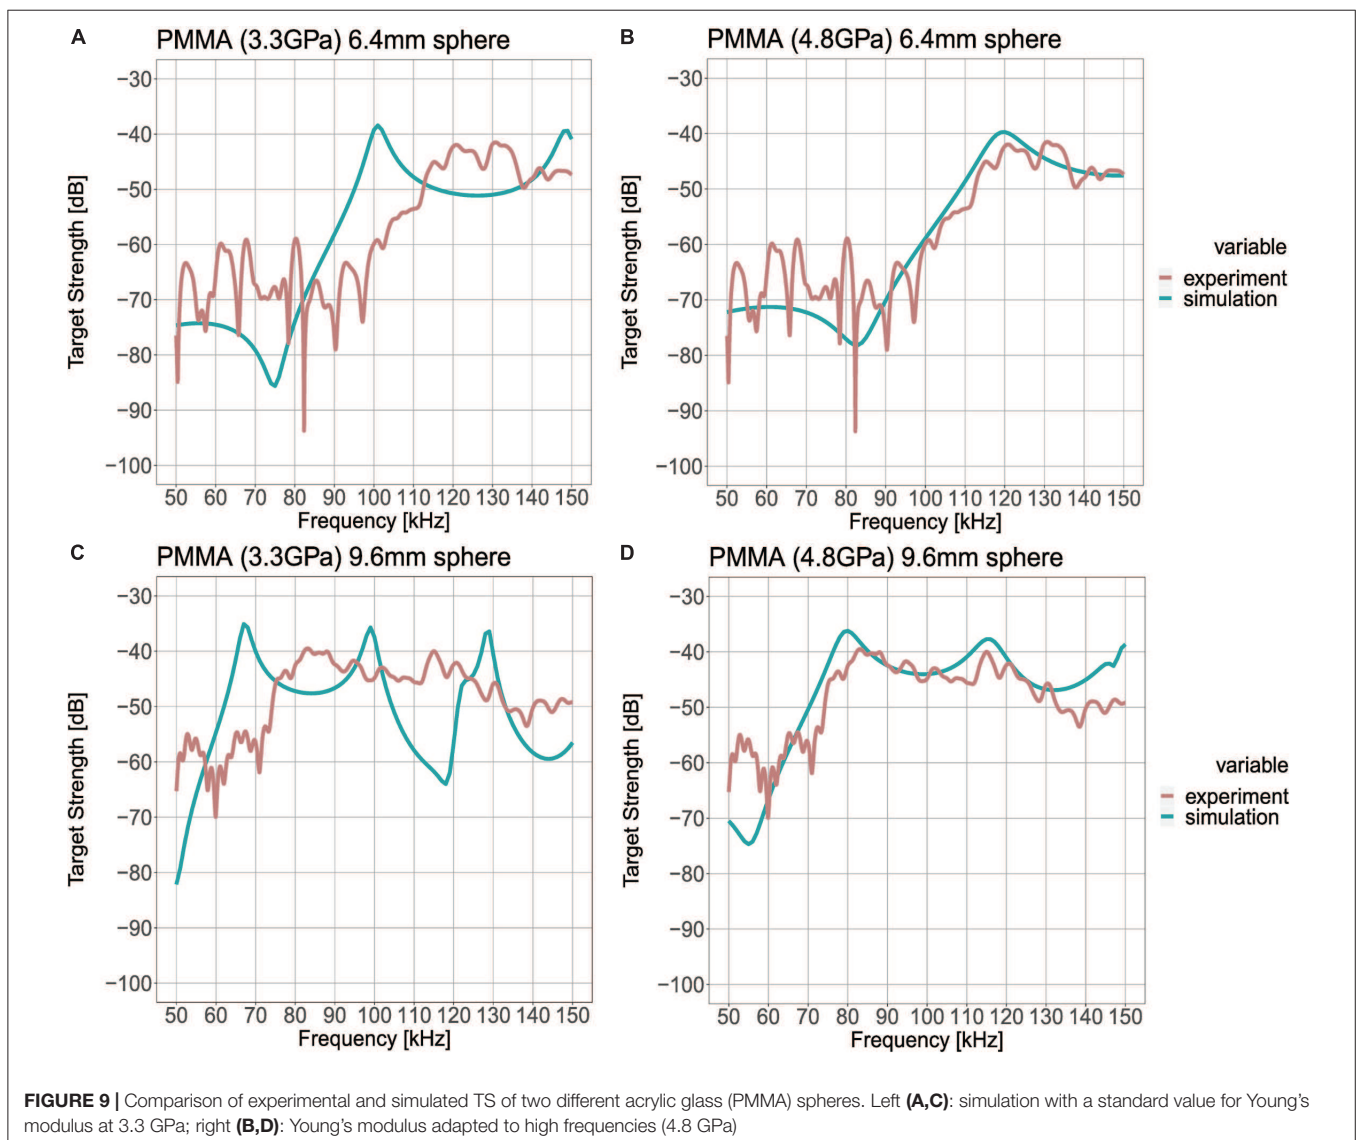 A
PMMA (3.3GPa) 6.4mm sphere
−30
−40
−50
−60
−70
−80
−90
−100
Target Strength [dB]
50 60 70 80 90 100 110 120 130 140 150
Frequency [kHz]
B
PMMA (4.8GPa) 6.4mm sphere
−30
−40
−50
−60
−70
−80
−90
−100
Target Strength [dB]
50 60 70 80 90 100 110 120 130 140 150
Frequency [kHz]
variable
experiment
simulation
C
PMMA (3.3GPa) 9.6mm sphere
−30
−40
−50
−60
−70
−80
−90
−100
Target Strength [dB]
50 60 70 80 90 100 110 120 130 140 150
Frequency [kHz]
D
PMMA (4.8GPa) 9.6mm sphere
−30
−40
−50
−60
−70
−80
−90
−100
Target Strength [dB]
50 60 70 80 90 100 110 120 130 140 150
Frequency [kHz]
variable
experiment
simulation
FIGURE 9 | Comparison of experimental and simulated TS of two different acrylic glass (PMMA) spheres. Left (A,C): simulation with a standard value for Young's
modulus at 3.3 GPa; right (B,D): Young's modulus adapted to high frequencies (4.8 GPa)